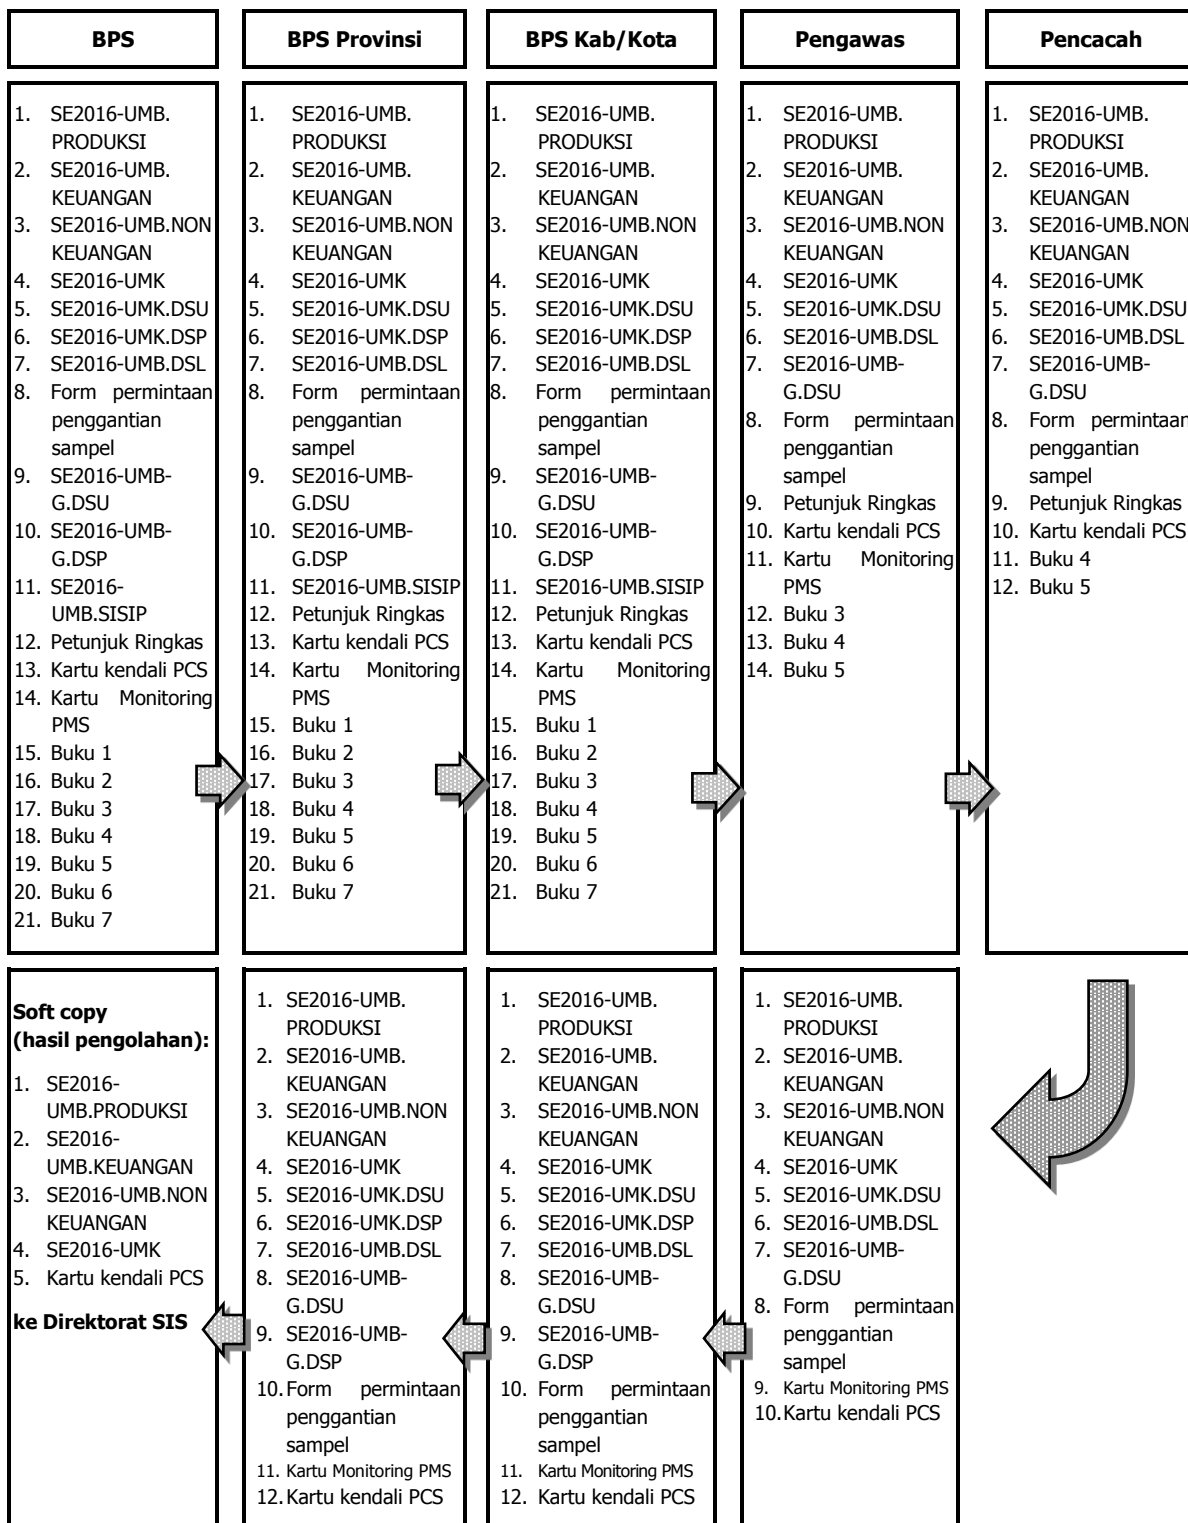 BPS
BPS Provinsi
BPS Kab/Kota
Pengawas
Pencacah
1. SE2016-UMB.
PRODUKSI
2. SE2016-UMB.
KEUANGAN
3. SE2016-UMB.NON
KEUANGAN
4. SE2016-UMK
5. SE2016-UMK.DSU
6. SE2016-UMK.DSP
7. SE2016-UMB.DSL
8. Form permintaan
penggantian
sampel
9. SE2016-UMB-
G.DSU
10. SE2016-UMB-
G.DSP
11. SE2016-
UMB.SISIP
12. Petunjuk Ringkas
13. Kartu kendali PCS
14. Kartu Monitoring
PMS
15. Buku 1
16. Buku 2
17. Buku 3
18. Buku 4
19. Buku 5
20. Buku 6
21. Buku 7
1. SE2016-UMB.
PRODUKSI
2. SE2016-UMB.
KEUANGAN
3. SE2016-UMB.NON
KEUANGAN
4. SE2016-UMK
5. SE2016-UMK.DSU
6. SE2016-UMK.DSP
7. SE2016-UMB.DSL
8. Form permintaan
penggantian
sampel
9. SE2016-UMB-
G.DSU
10. SE2016-UMB-
G.DSP
11. SE2016-UMB.SISIP
12. Petunjuk Ringkas
13. Kartu kendali PCS
14. Kartu Monitoring
PMS
15. Buku 1
16. Buku 2
17. Buku 3
18. Buku 4
19. Buku 5
20. Buku 6
21. Buku 7
1. SE2016-UMB.
PRODUKSI
2. SE2016-UMB.
KEUANGAN
3. SE2016-UMB.NON
KEUANGAN
4. SE2016-UMK
5. SE2016-UMK.DSU
6. SE2016-UMK.DSP
7. SE2016-UMB.DSL
8. Form permintaan
penggantian
sampel
9. SE2016-UMB-
G.DSU
10. SE2016-UMB-
G.DSP
11. SE2016-UMB.SISIP
12. Petunjuk Ringkas
13. Kartu kendali PCS
14. Kartu Monitoring
PMS
15. Buku 1
16. Buku 2
17. Buku 3
18. Buku 4
19. Buku 5
20. Buku 6
21. Buku 7
1. SE2016-UMB.
PRODUKSI
2. SE2016-UMB.
KEUANGAN
3. SE2016-UMB.NON
KEUANGAN
4. SE2016-UMK
5. SE2016-UMK.DSU
6. SE2016-UMB.DSL
7. SE2016-UMB-
G.DSU
8. Form permintaan
penggantian
sampel
9. Petunjuk Ringkas
10. Kartu kendali PCS
11. Kartu Monitoring
PMS
12. Buku 3
13. Buku 4
14. Buku 5
1. SE2016-UMB.
PRODUKSI
2. SE2016-UMB.
KEUANGAN
3. SE2016-UMB.NON
KEUANGAN
4. SE2016-UMK
5. SE2016-UMK.DSU
6. SE2016-UMB.DSL
7. SE2016-UMB-
G.DSU
8. Form permintaan
penggantian
sampel
9. Petunjuk Ringkas
10. Kartu kendali PCS
11. Buku 4
12. Buku 5
Soft copy
(hasil pengolahan):
1. SE2016-
UMB.PRODUKSI
2. SE2016-
UMB.KEUANGAN
3. SE2016-UMB.NON
KEUANGAN
4. SE2016-UMK
5. Kartu kendali PCS
ke Direktorat SIS
1. SE2016-UMB.
PRODUKSI
2. SE2016-UMB.
KEUANGAN
3. SE2016-UMB.NON
KEUANGAN
4. SE2016-UMK
5. SE2016-UMK.DSU
6. SE2016-UMK.DSP
7. SE2016-UMB.DSL
8. SE2016-UMB-
G.DSU
9. SE2016-UMB-
G.DSP
10. Form permintaan
penggantian
sampel
11. Kartu Monitoring PMS
12. Kartu kendali PCS
1. SE2016-UMB.
PRODUKSI
2. SE2016-UMB.
KEUANGAN
3. SE2016-UMB.NON
KEUANGAN
4. SE2016-UMK
5. SE2016-UMK.DSU
6. SE2016-UMK.DSP
7. SE2016-UMB.DSL
8. SE2016-UMB-
G.DSU
9. SE2016-UMB-
G.DSP
10. Form permintaan
penggantian
sampel
11. Kartu Monitoring PMS
12. Kartu kendali PCS
1. SE2016-UMB.
PRODUKSI
2. SE2016-UMB.
KEUANGAN
3. SE2016-UMB.NON
KEUANGAN
4. SE2016-UMK
5. SE2016-UMK.DSU
6. SE2016-UMB.DSL
7. SE2016-UMB-
G.DSU
8. Form permintaan
penggantian
sampel
9. Kartu Monitoring PMS
10. Kartu kendali PCS